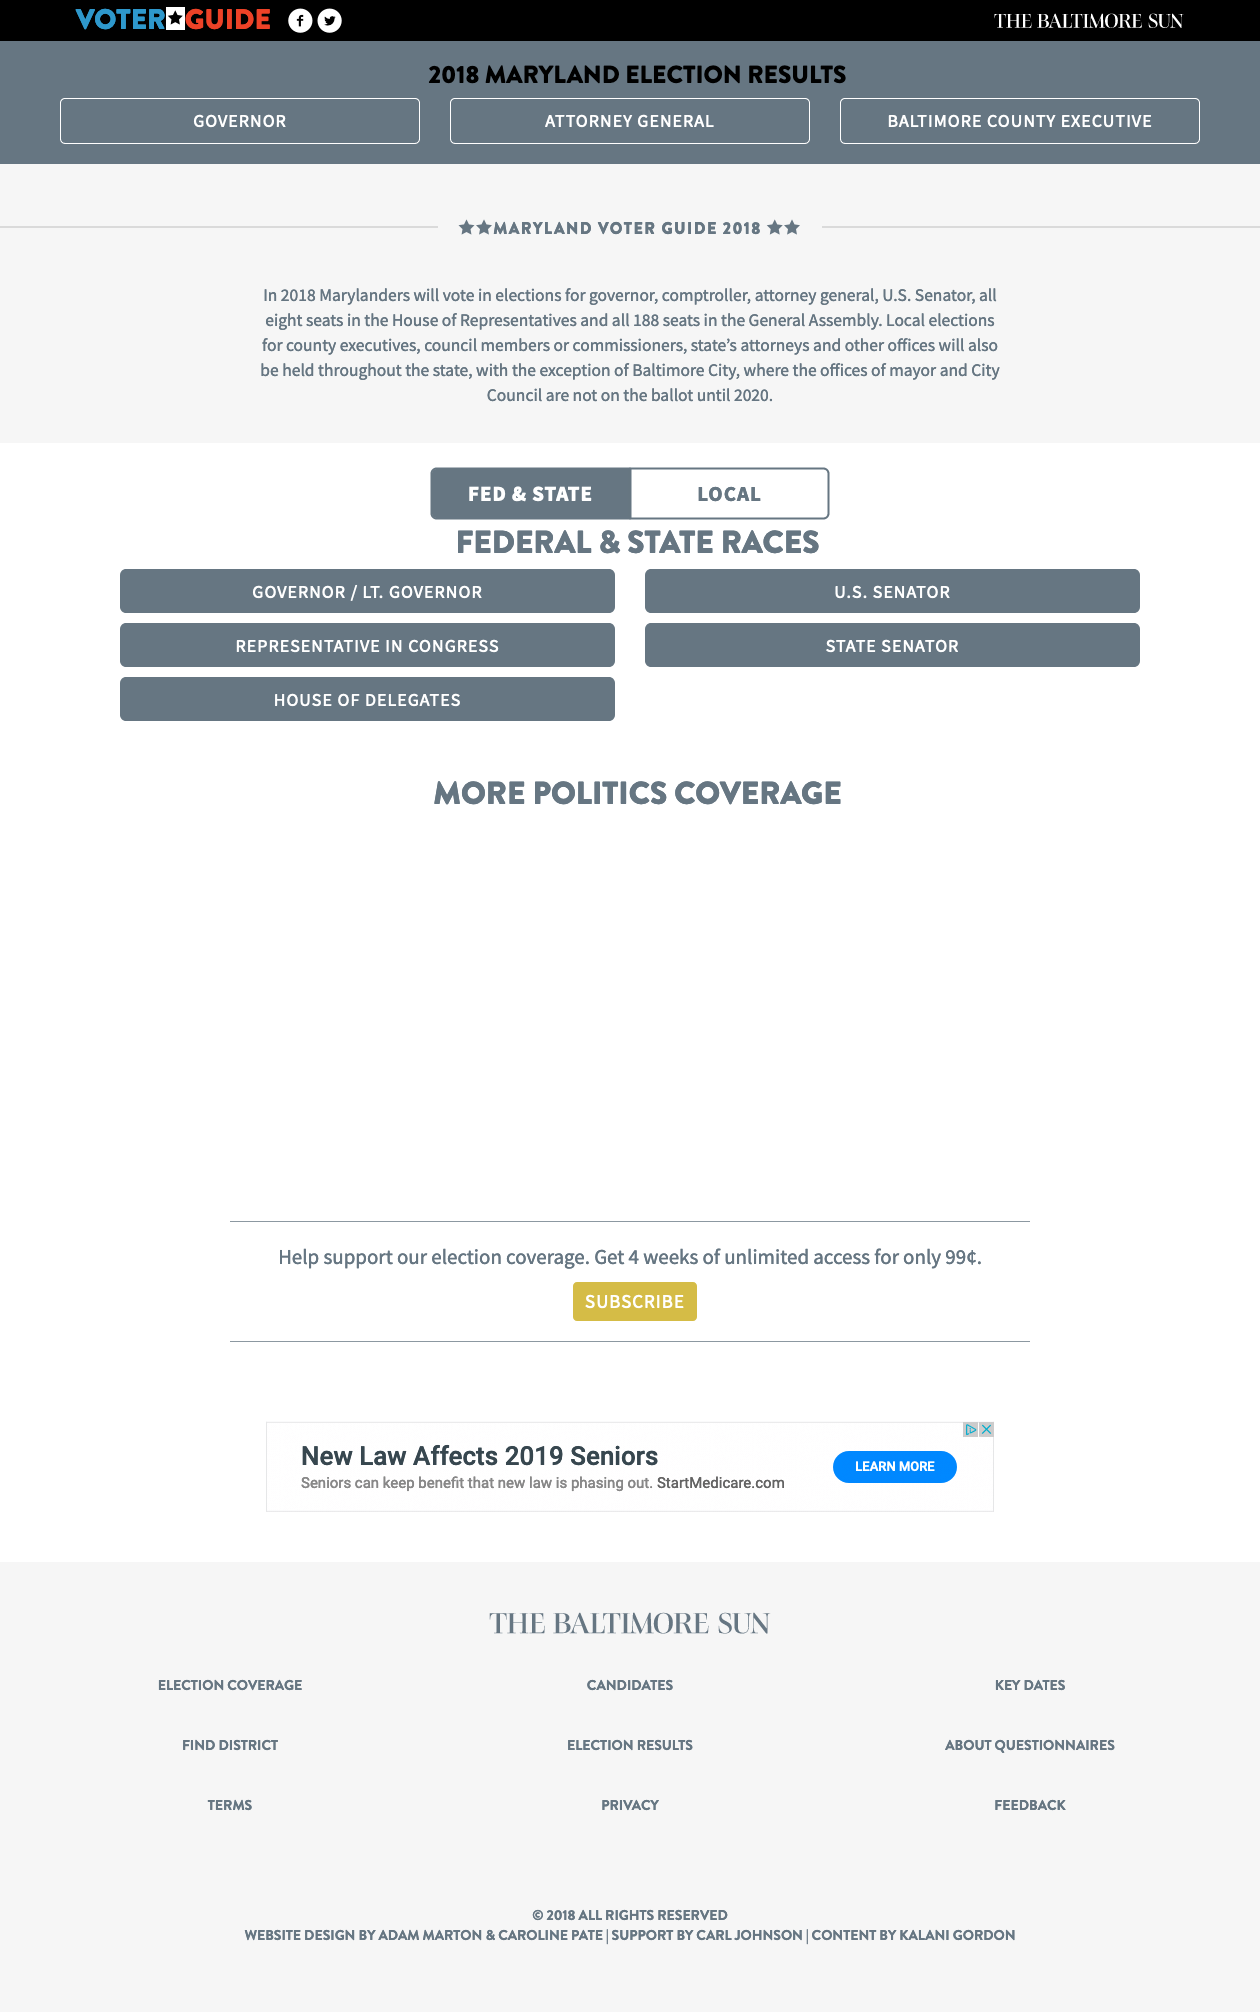 VOTER★GUIDE
THE BALTIMORE SUN
2018 MARYLAND ELECTION RESULTS
GOVERNOR
ATTORNEY GENERAL
BALTIMORE COUNTY EXECUTIVE
★★MARYLAND VOTER GUIDE 2018 ★★
In 2018 Marylanders will vote in elections for governor, comptroller, attorney general, U.S. Senator, all
eight seats in the House of Representatives and all 188 seats in the General Assembly. Local elections
for county executives, council members or commissioners, state’s attorneys and other offices will also
be held throughout the state, with the exception of Baltimore City, where the offices of mayor and City
Council are not on the ballot until 2020.
FED & STATE
LOCAL
FEDERAL & STATE RACES
GOVERNOR / LT. GOVERNOR
U.S. SENATOR
REPRESENTATIVE IN CONGRESS
STATE SENATOR
HOUSE OF DELEGATES
MORE POLITICS COVERAGE
Help support our election coverage. Get 4 weeks of unlimited access for only 99¢.
SUBSCRIBE
New Law Affects 2019 Seniors
Seniors can keep benefit that new law is phasing out. StartMedicare.com
LEARN MORE
THE BALTIMORE SUN
ELECTION COVERAGE
CANDIDATES
KEY DATES
FIND DISTRICT
ELECTION RESULTS
ABOUT QUESTIONNAIRES
TERMS
PRIVACY
FEEDBACK
© 2018 ALL RIGHTS RESERVED
WEBSITE DESIGN BY ADAM MARTON & CAROLINE PATE | SUPPORT BY CARL JOHNSON | CONTENT BY KALANI GORDON